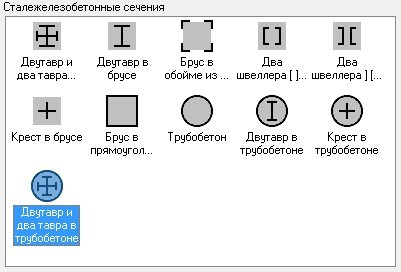 Сталежелезобетонные сечения
Двутавр и
два тавра...
Двутавр в
брусе
Брус в
обойме из ...
Два
швеллера [ ]...
Два
швеллера ] [...
Крест в брусе
Брус в
прямоугол...
Трубобетон
Двутавр в
трубобетоне
Крест в
трубобетоне
Двутавр и
два тавра в
трубобетоне